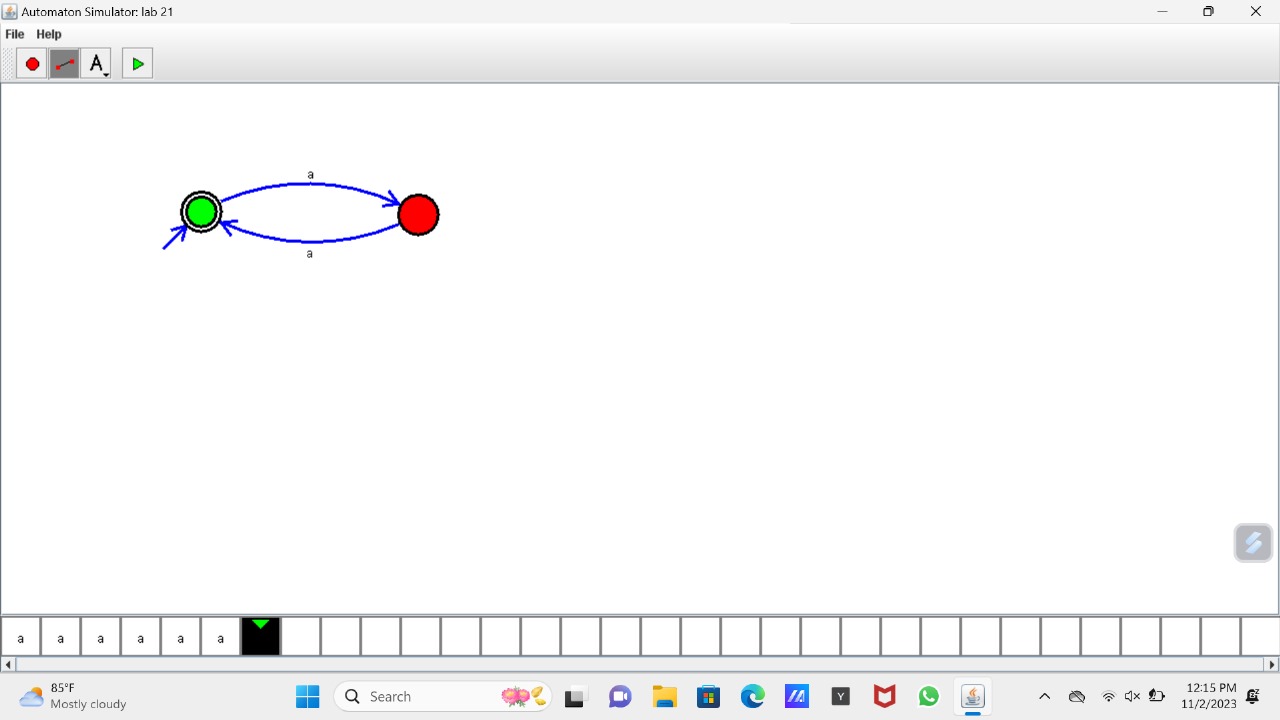 Automaton Simulator: lab 21
File Help
A
a
a
a a a a a a
85°F
Mostly cloudy
Search
Y
12:15 PM
11/2/2023